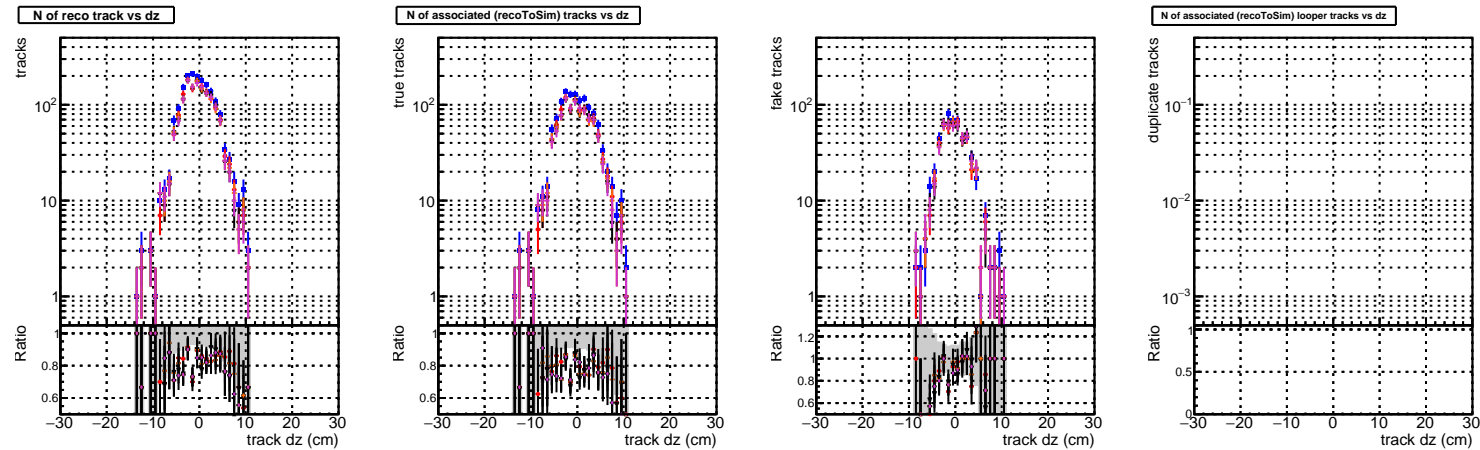 N of reco track vs dz
tracks
10²
10
1
Ratio
1
0.8
0.6
−30 −20 −10 0 10 20 30
track dz (cm)
N of associated (recoToSim) tracks vs dz
true tracks
10²
10
1
Ratio
1
0.8
0.6
−30 −20 −10 0 10 20 30
track dz (cm)
fake tracks
10²
10
1
Ratio
1.2
1
0.8
0.6
−30 −20 −10 0 10 20 30
track dz (cm)
N of associated (recoToSim) looper tracks vs dz
duplicate tracks
10⁻¹
10⁻²
10⁻³
Ratio
1
0.5
0
−30 −20 −10 0 10 20 30
track dz (cm)